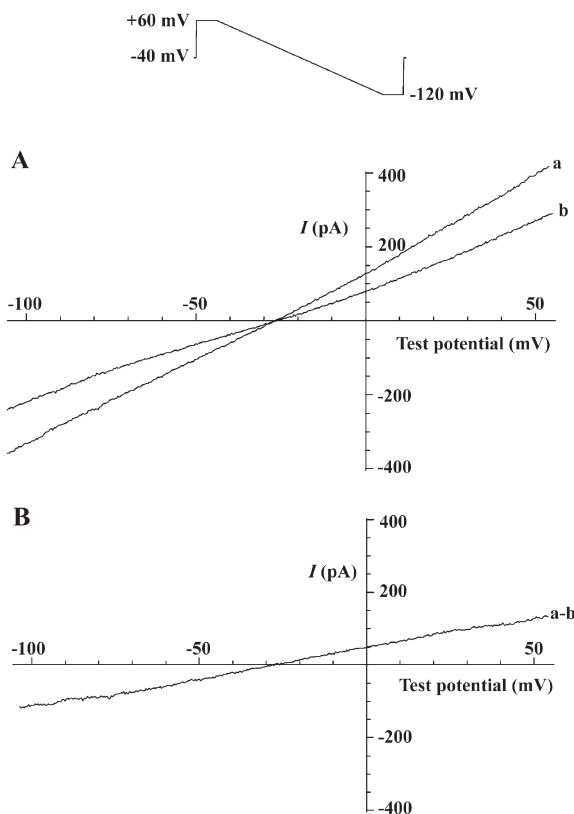 +60 mV
-40 mV
-120 mV
A
400
a
I (pA)
b
200
-100
-50
50
Test potential (mV)
-200
-400
B
400
I (pA)
200
a-b
-100
-50
50
Test potential (mV)
-200
-400